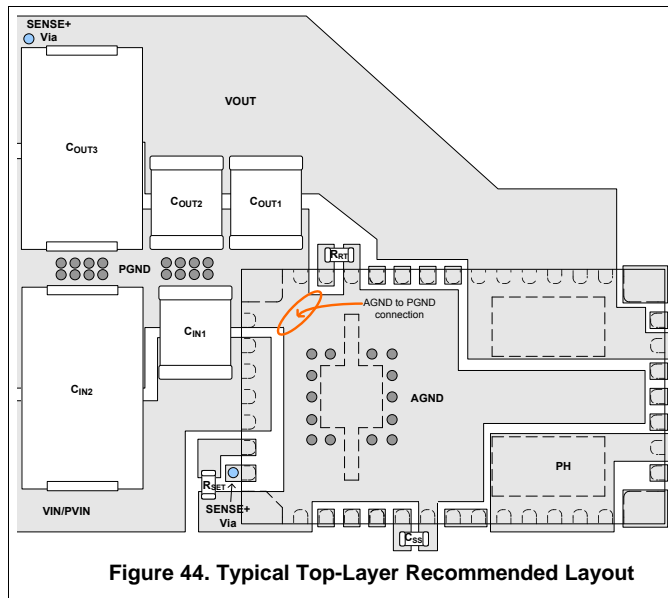 SENSE+
Via
VOUT
COUT3
COUT2
COUT1
RRT
PGND
AGND to PGND
connection
CIN1
CIN2
AGND
PH
RSET
SENSE+
Via
VIN/PVIN
CSS
Figure 44. Typical Top-Layer Recommended Layout